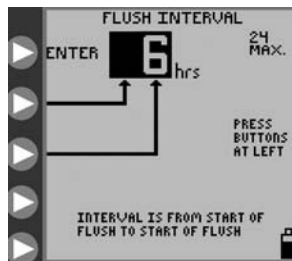 FLUSH INTERVAL
ENTER 6 hrs
24 MAX.
PRESS
BUTTONS
AT LEFT
INTERVAL IS FROM START OF
FLUSH TO START OF FLUSH